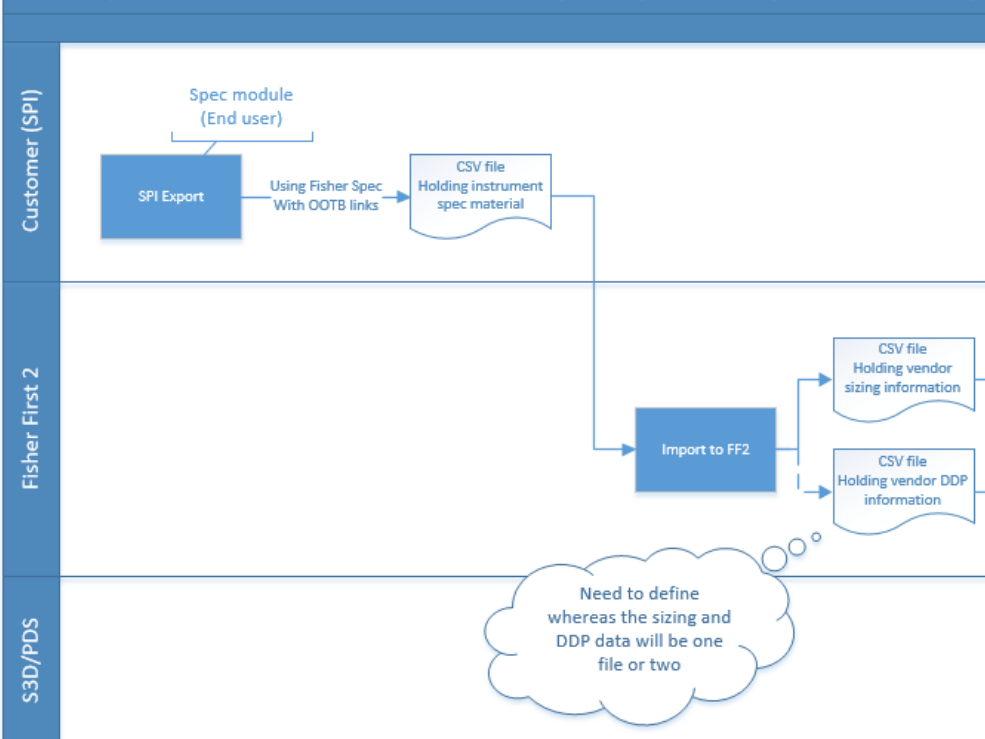 Customer (SPI)
Spec module
(End user)
SPI Export
Using Fisher Spec
With OOTB links
CSV file
Holding instrument
spec material
Fisher First 2
Import to FF2
CSV file
Holding vendor
sizing information
CSV file
Holding vendor DDP
information
S3D/PDS
Need to define
whereas the sizing and
DDP data will be one
file or two